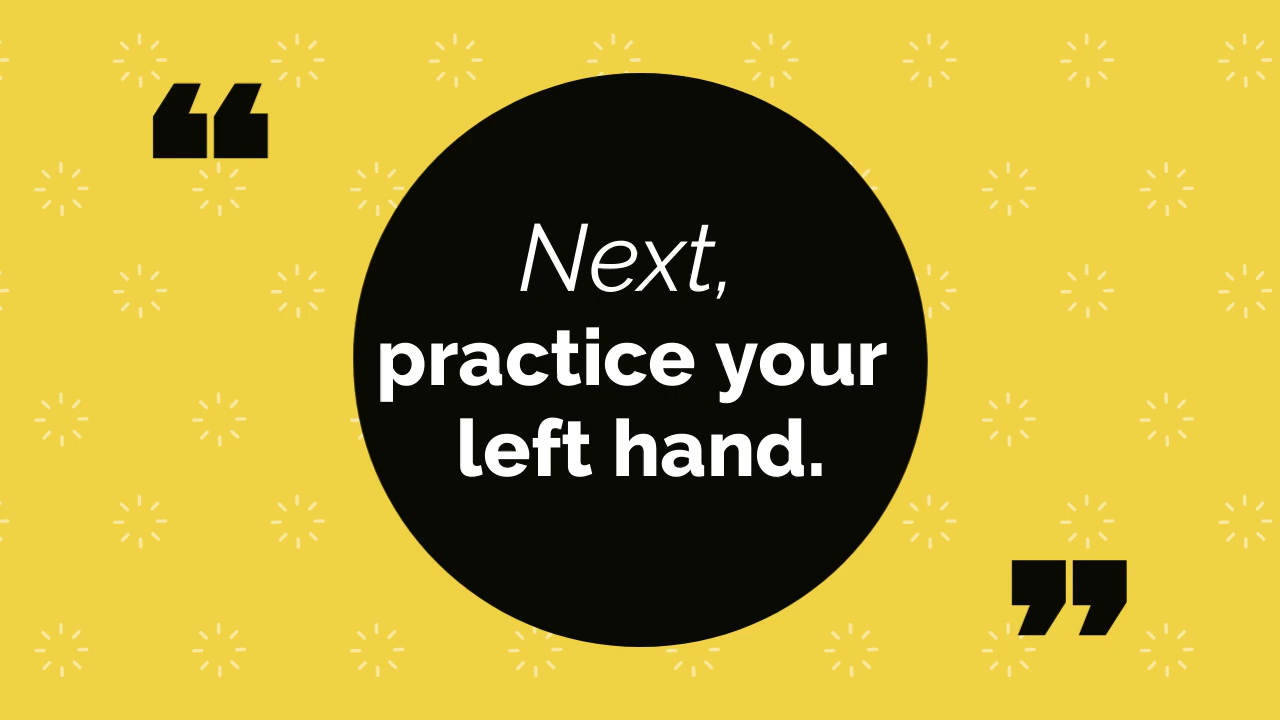 “
Next,
practice your
left hand.
”